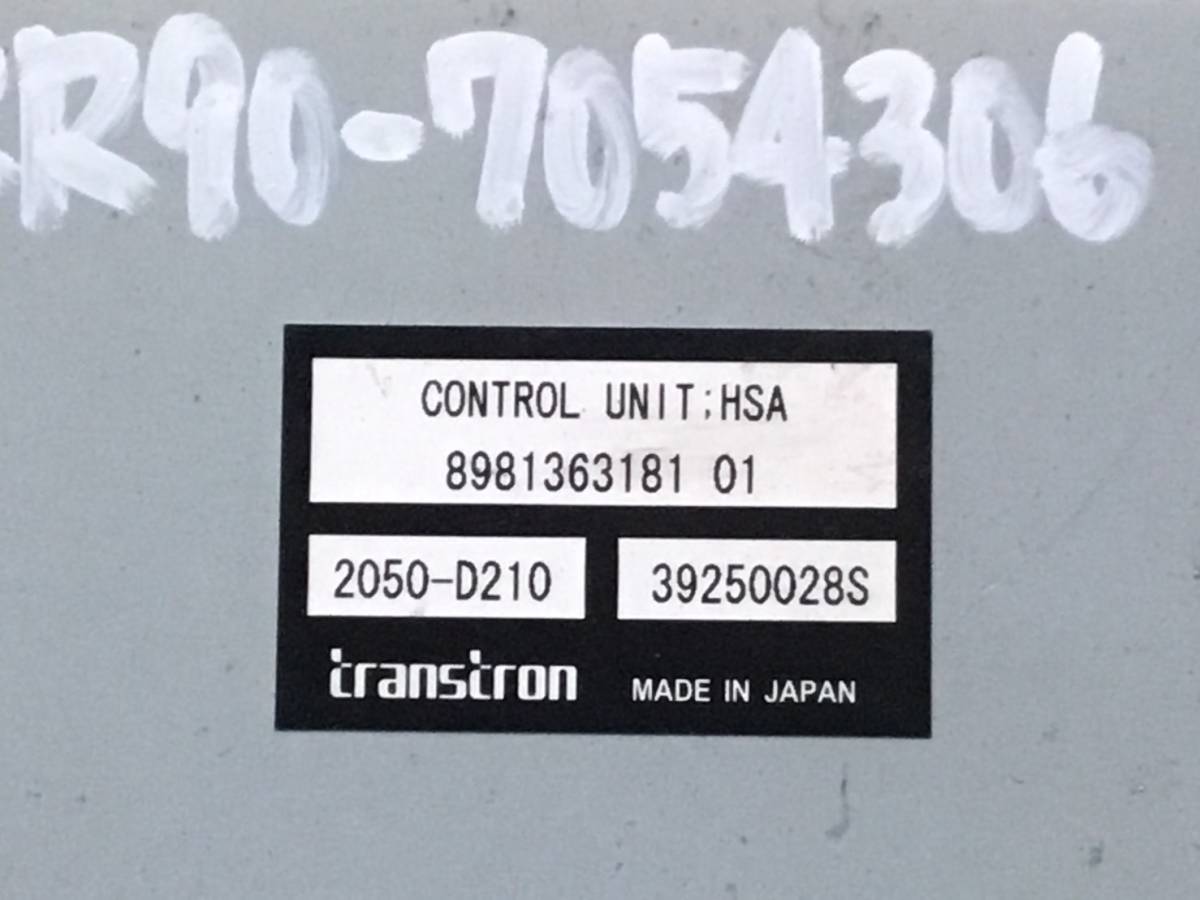 R90-7054306
CONTROL UNIT;HSA
8981363181 01
2050-D210
39250028S
transtron
MADE IN JAPAN